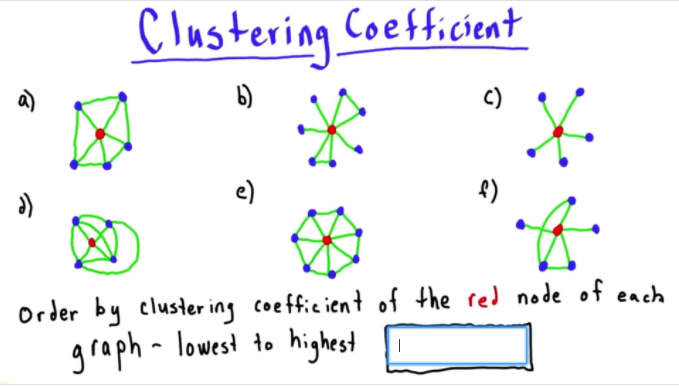 Clustering Coefficient
a)
b)
c)
d)
e)
f)
Order by clustering coefficient of the red node of each
graph - lowest to highest